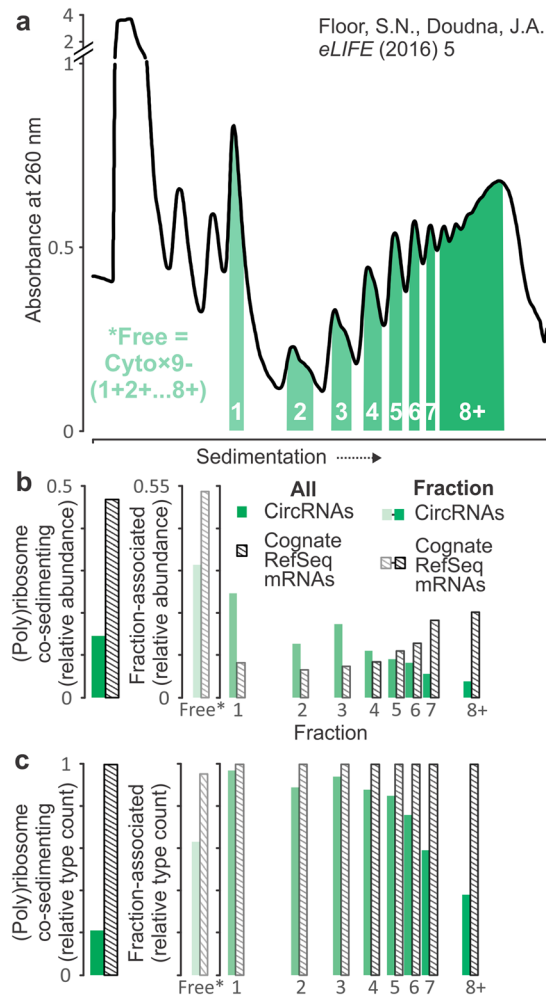 a
Floor, S.N., Doudna, J.A.
eLIFE (2016) 5
4
2
1
0.5
0
Absorbance at 260 nm
*Free =
Cyto×9-
(1+2+...8+)
1
2
3
4
5
6
7
8+
Sedimentation
b
(Poly)ribosome
co-sedimenting
(relative abundance)
0.5
0
Fraction-associated
(relative abundance)
0.55
0
All
CircRNAs
Cognate
RefSeq
mRNAs
Fraction
CircRNAs
Cognate
RefSeq
mRNAs
Free* 1 2 3 4 5 6 7 8+
Fraction
c
(Poly)ribosome
co-sedimenting
(relative type count)
1
0
Fraction-associated
(relative type count)
Free* 1 2 3 4 5 6 7 8+